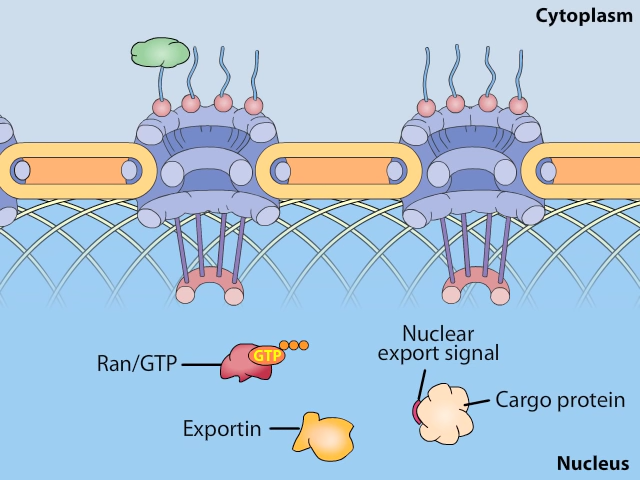 Cytoplasm
Nuclear
export signal
Ran/GTP
GTP
Cargo protein
Exportin
Nucleus